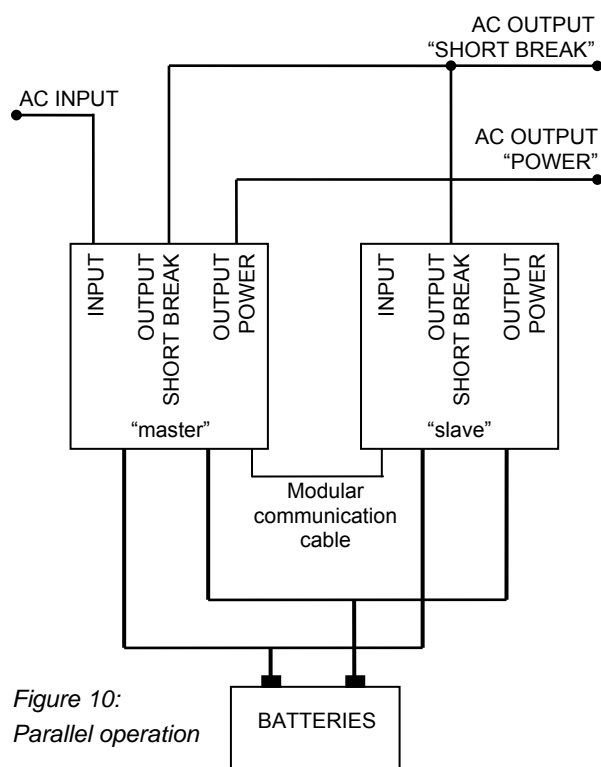 AC OUTPUT
“SHORT BREAK”
AC INPUT
AC OUTPUT
“POWER”
INPUT
OUTPUT
SHORT BREAK
OUTPUT
POWER
“master”
INPUT
OUTPUT
SHORT BREAK
OUTPUT
POWER
“slave”
Modular
communication
cable
Figure 10:
Parallel operation
BATTERIES